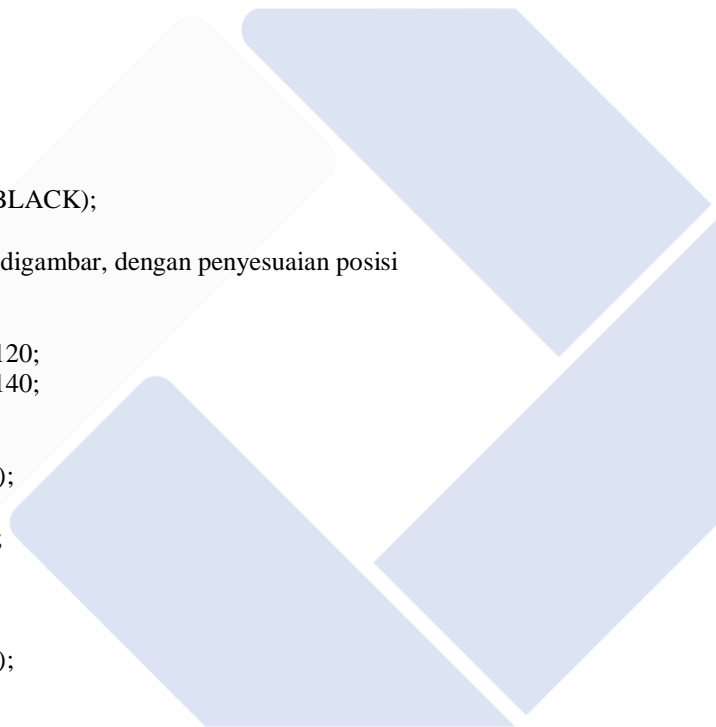 BLACK);
digambar, dengan penyesuaian posisi
120;
140;
);
;
);